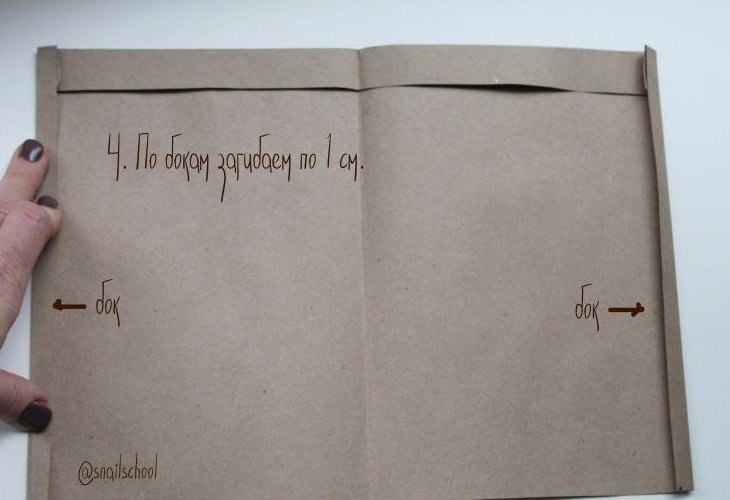 4. По бокам загибаем по 1 см.
бок
бок
@snailschool